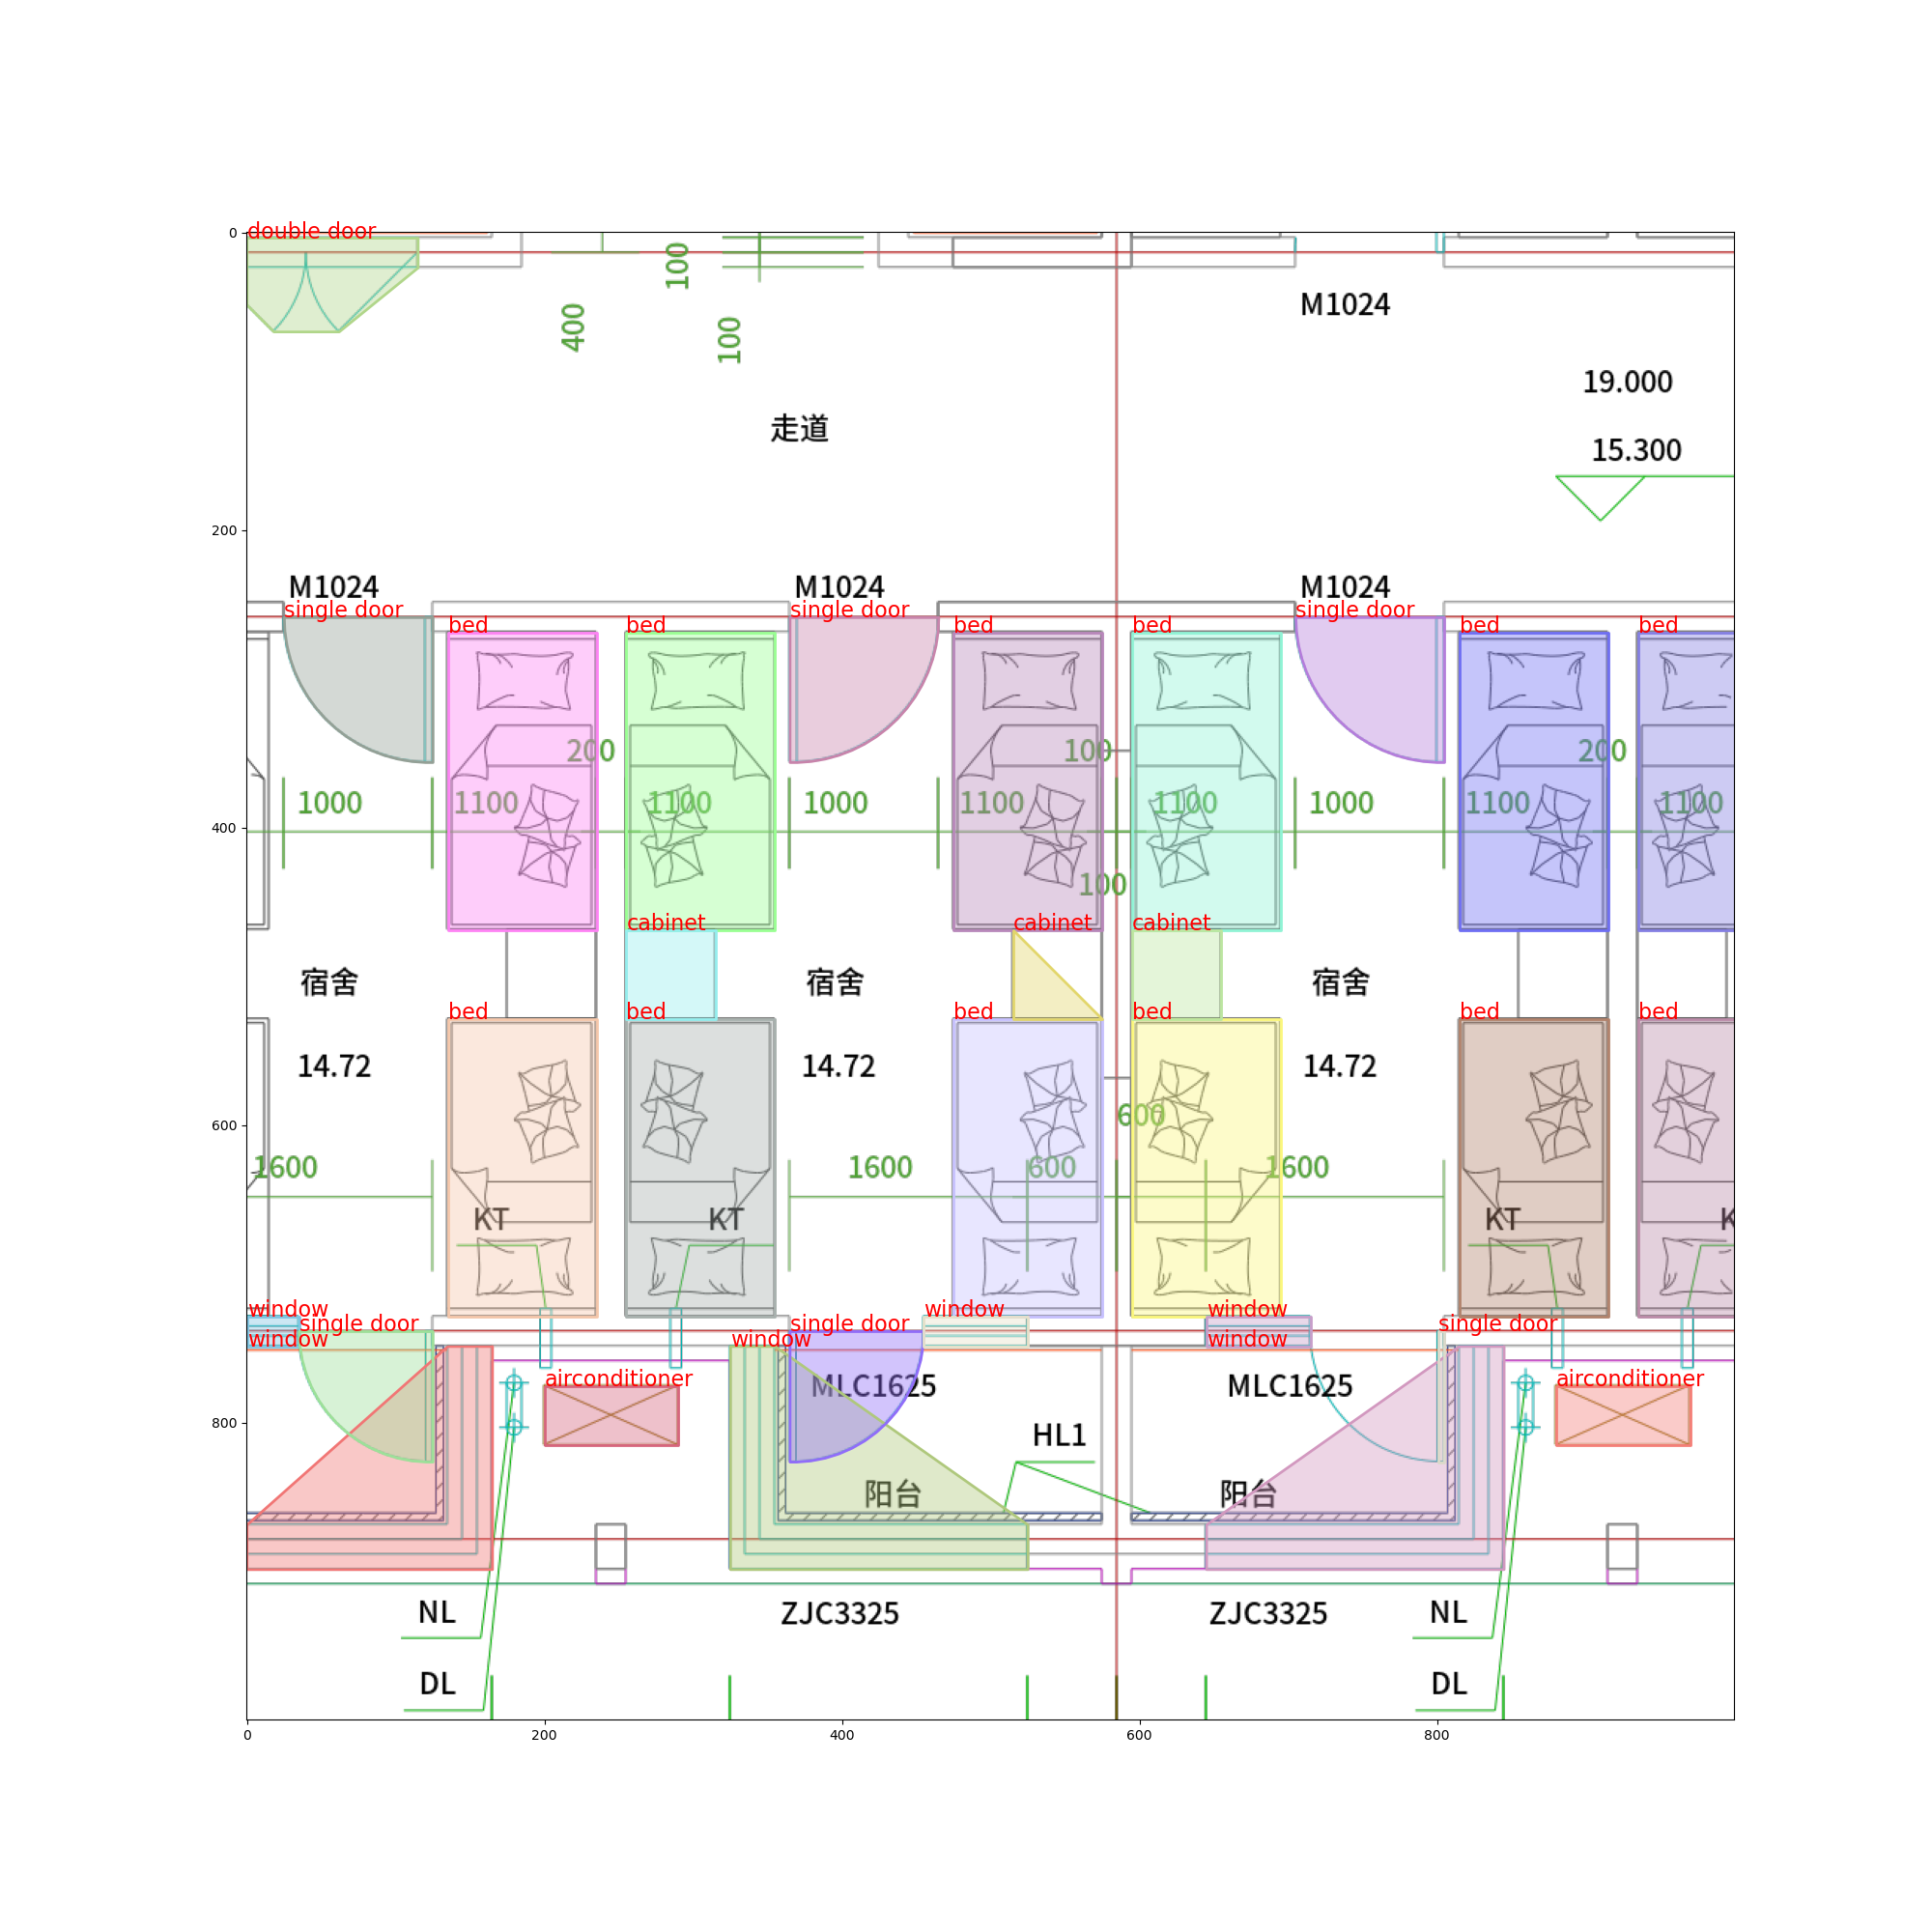 0
double door
100
400
100
M1024
19.000
走道
15.300
200
M1024
M1024
M1024
single door
single door
single door
bed
bed
bed
bed
bed
bed
200
100
200
1000
1100
1100
1000
1100
1100
1000
1100
1100
400
100
cabinet
cabinet
cabinet
宿舍
宿舍
宿舍
bed
bed
bed
bed
bed
bed
14.72
14.72
14.72
600
600
1600
1600
600
1600
KT
KT
KT
window
window
window
single door
single door
single door
window
window
window
airconditioner
airconditioner
MLC1625
MLC1625
800
HL1
阳台
阳台
NL
ZJC3325
ZJC3325
NL
DL
DL
0
200
400
600
800